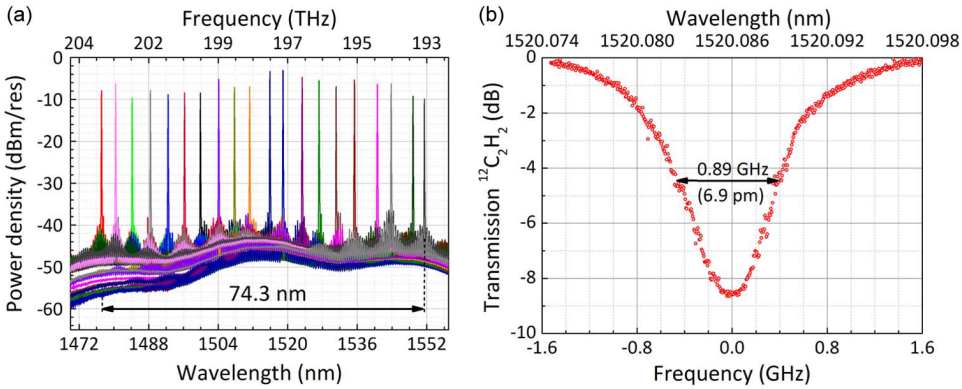 (a)
Frequency (THz)
204 202 199 197 195 193
0
-10
-20
-30
-40
-50
-60
Power density (dBm/res)
74.3 nm
1472 1488 1504 1520 1536 1552
Wavelength (nm)
(b)
Wavelength (nm)
1520.074 1520.080 1520.086 1520.092 1520.098
0
-2
-4
-6
-8
-10
Transmission ¹²C₂H₂ (dB)
0.89 GHz
(6.9 pm)
-1.6 -0.8 0.0 0.8 1.6
Frequency (GHz)